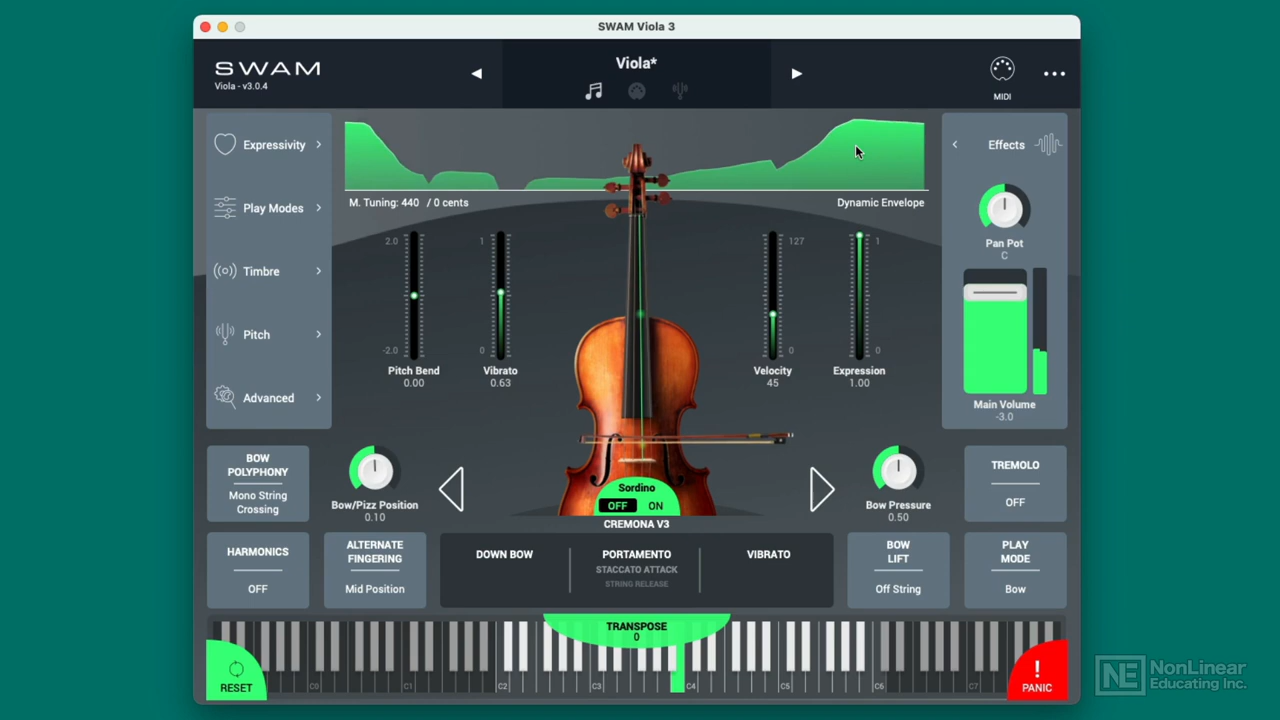 SWAM Viola 3
SWAM
Viola - v3.0.4
Viola*
MIDI
Expressivity
Play Modes
Timbre
Pitch
Advanced
M. Tuning: 440 / 0 cents
Dynamic Envelope
2.0
-2.0
Pitch Bend
0.00
1
0
Vibrato
0.63
127
0
Velocity
45
1
0
Expression
1.00
Effects
Pan Pot
C
Main Volume
-3.0
BOW
POLYPHONY
Mono String
Crossing
Bow/Pizz Position
0.10
Sordino
OFF ON
CREMONA V3
Bow Pressure
0.50
TREMOLO
OFF
HARMONICS
OFF
ALTERNATE
FINGERING
Mid Position
DOWN BOW
PORTAMENTO
STACCATO ATTACK
STRING RELEASE
VIBRATO
BOW
LIFT
Off String
PLAY
MODE
Bow
TRANSPOSE
0
RESET
C0 C1 C2 C3 C4 C5 C6 C7
!
PANIC
NE NonLinear
Educating Inc.